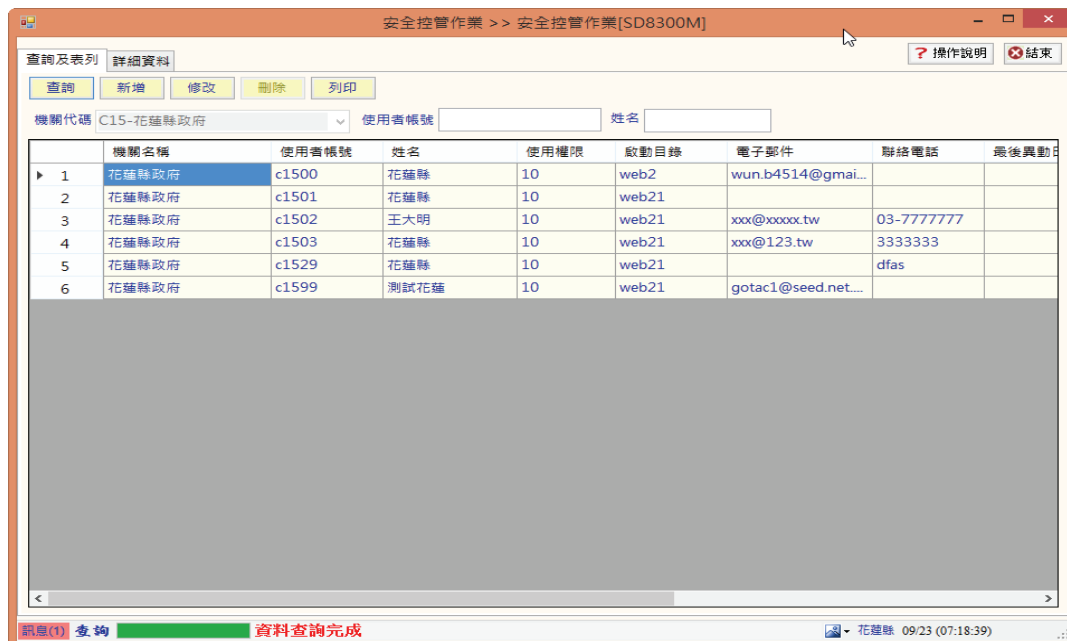 安全控管作業 >> 安全控管作業[SD8300M]
查詢及表列 詳細資料 ? 操作說明 結束
查詢 新增 修改 刪除 列印
機關代碼 C15-花蓮縣政府 使用者帳號 姓名
機關名稱 使用者帳號 姓名 使用權限 啟動目錄 電子郵件 聯絡電話 最後異動日
1 花蓮縣政府 c1500 花蓮縣 10 web2 wun.b4514@gmai...
2 花蓮縣政府 c1501 花蓮縣 10 web21
3 花蓮縣政府 c1502 王大明 10 web21 xxx@xxxxx.tw 03-7777777
4 花蓮縣政府 c1503 花蓮縣 10 web21 xxx@123.tw 3333333
5 花蓮縣政府 c1529 花蓮縣 10 web21 dfas
6 花蓮縣政府 c1599 測試花蓮 10 web21 gotac1@seed.net....
訊息(1) 查詢 資料查詢完成 花蓮縣 09/23 (07:18:39)